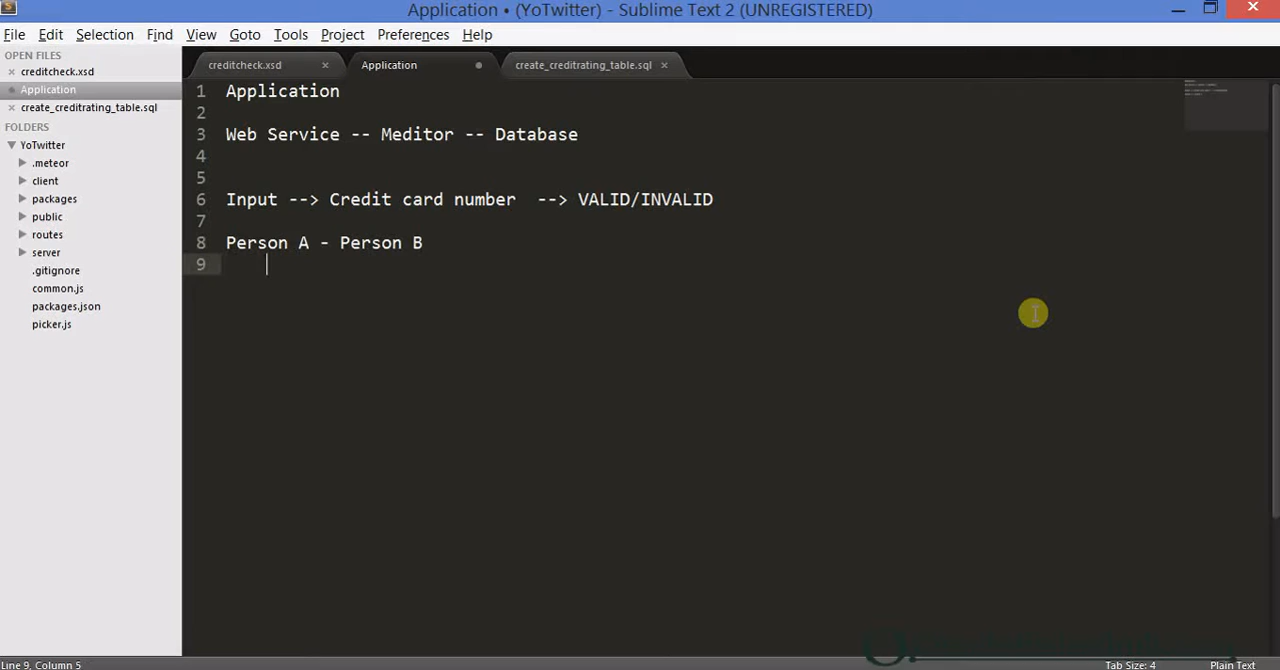 Application • (YoTwitter) - Sublime Text 2 (UNREGISTERED)
File Edit Selection Find View Goto Tools Project Preferences Help
OPEN FILES
creditcheck.xsd
Application
create_creditrating_table.sql
FOLDERS
YoTwitter
.meteor
client
packages
public
routes
server
.gitignore
common.js
packages.json
picker.js
creditcheck.xsd Application create_creditrating_table.sql
1 Application
2
3 Web Service -- Meditor -- Database
4
5
6 Input --> Credit card number  --> VALID/INVALID
7
8 Person A - Person B
9
Line 9, Column 5 Tab Size: 4 Plain Text